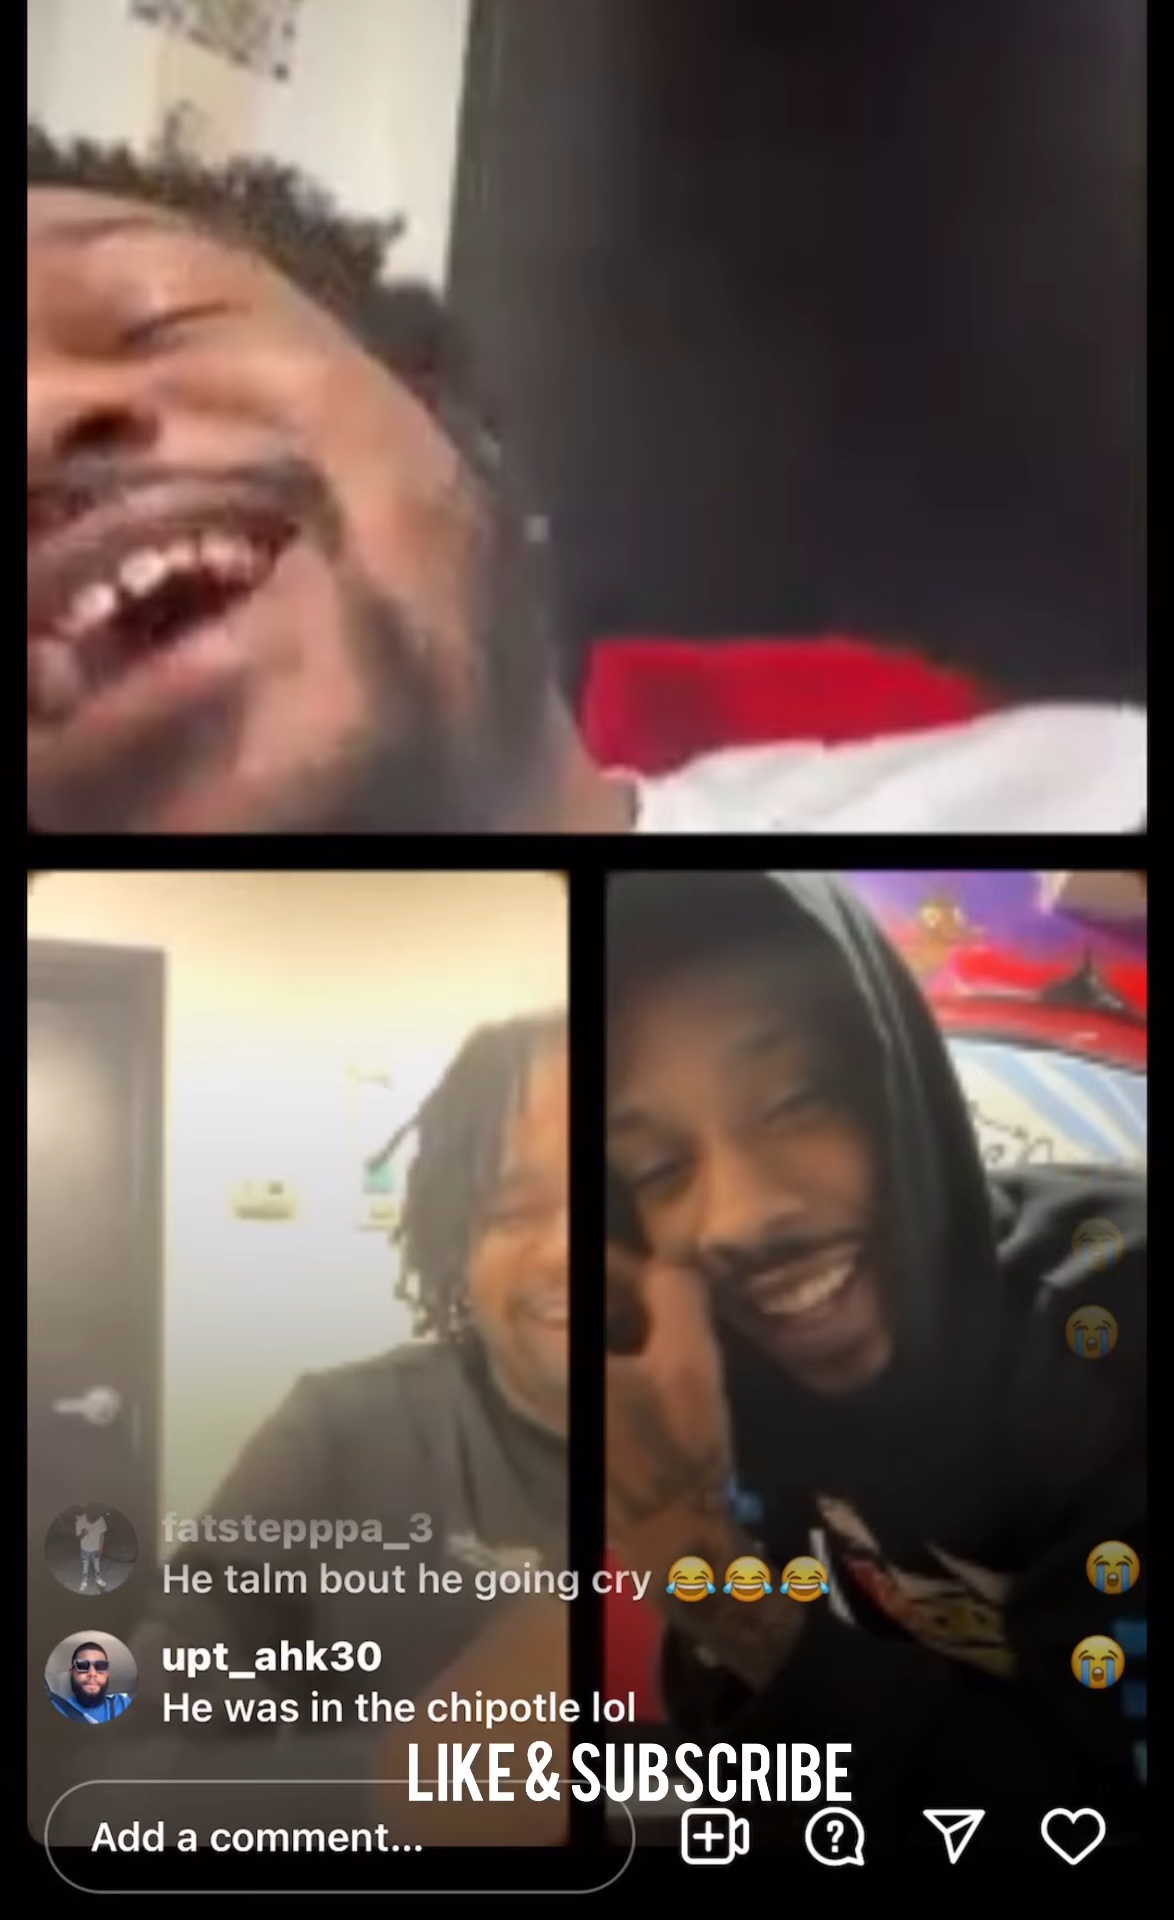 fatstepppa_3
He talm bout he going cry 😂😂😂
upt_ahk30
He was in the chipotle lol
LIKE & SUBSCRIBE
Add a comment...